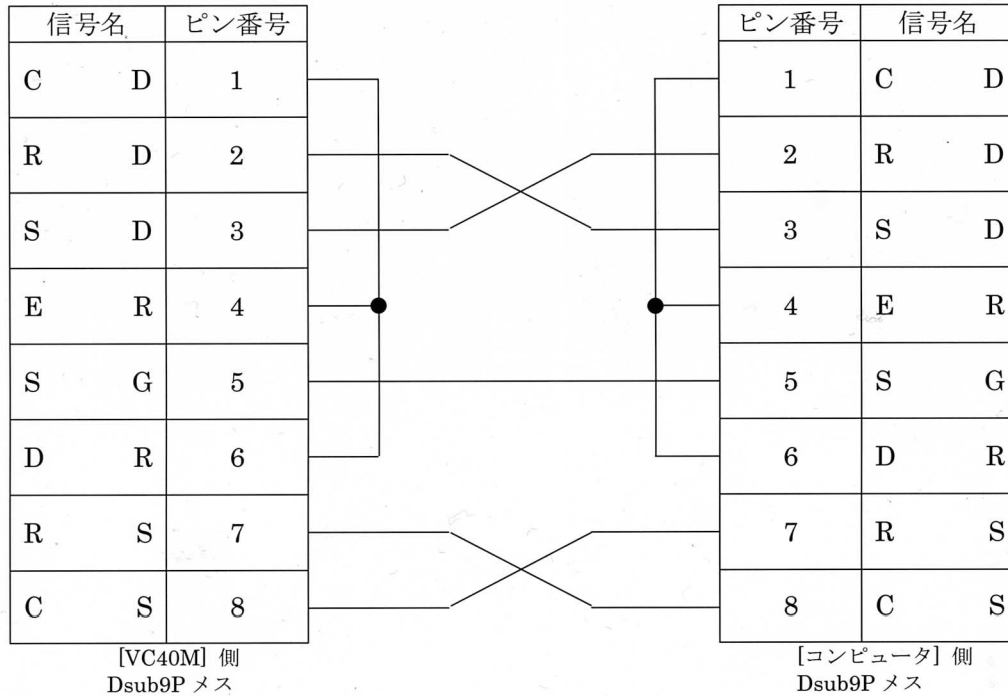 信号名 ピン番号 ピン番号 信号名
C D 1 1 C D
R D 2 2 R D
S D 3 3 S D
E R 4 4 E R
S G 5 5 S G
D R 6 6 D R
R S 7 7 R S
C S 8 8 C S
[VC40M] 側 [コンピュータ] 側
Dsub9P メス Dsub9P メス